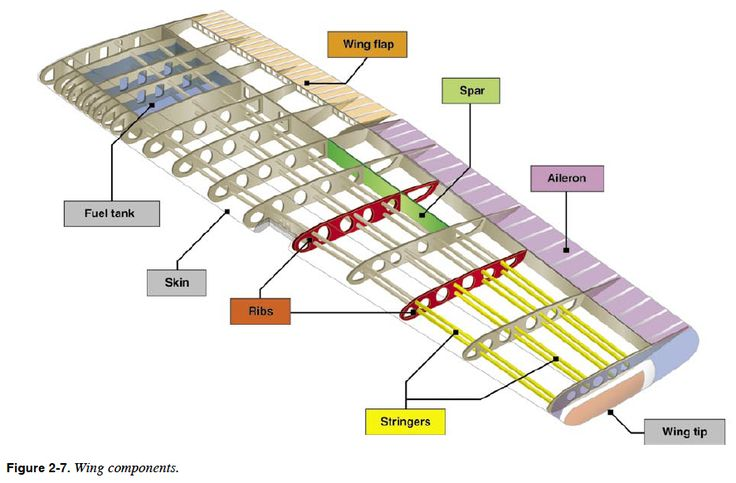 Wing flap
Spar
Aileron
Fuel tank
Skin
Ribs
Stringers
Wing tip
Figure 2-7. Wing components.